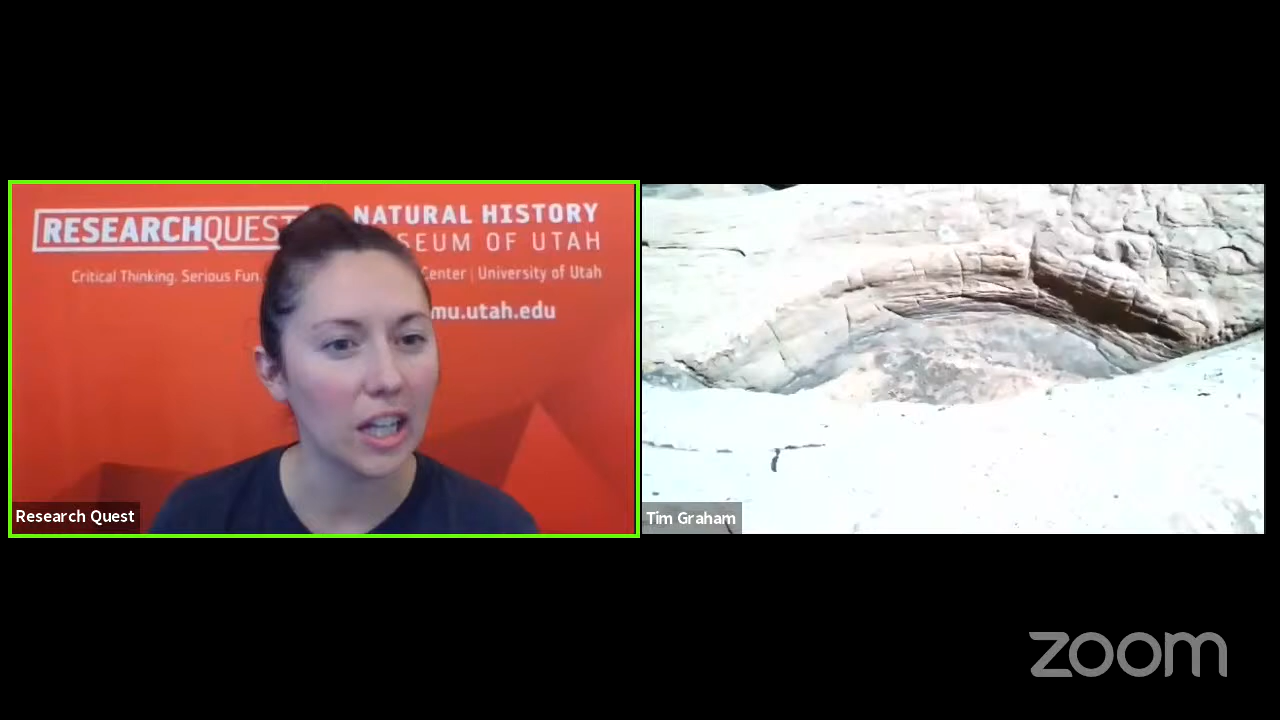 RESEARCHQUEST
Critical Thinking. Serious Fun.
NATURAL HISTORY
SEUM OF UTAH
Center | University of Utah
mu.utah.edu
Research Quest
Tim Graham
zoom